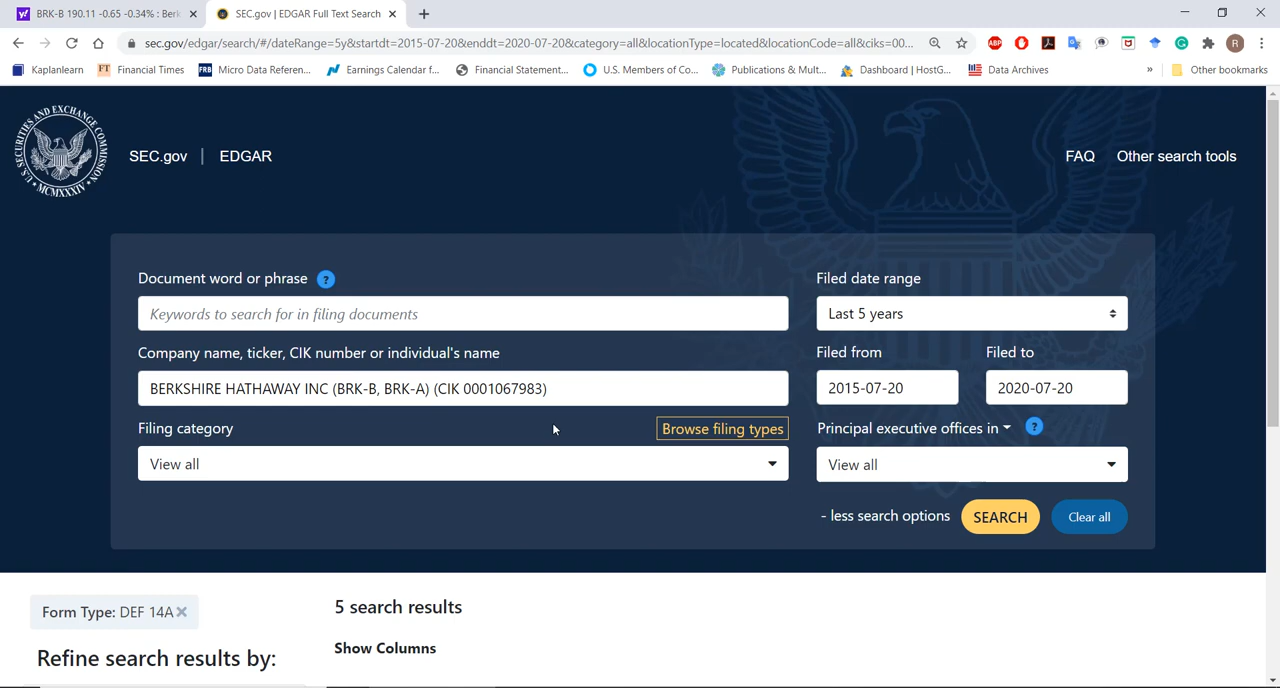 BRK-B 190.11 -0.65 -0.34% : Berk
SEC.gov | EDGAR Full Text Search
sec.gov/edgar/search/#/dateRange=5y&startdt=2015-07-20&enddt=2020-07-20&category=all&locationType=located&locationCode=all&ciks=00...
Kaplanlearn
Financial Times
Micro Data Referen...
Earnings Calendar f...
Financial Statement...
U.S. Members of Co...
Publications & Mult...
Dashboard | HostG...
Data Archives
»
Other bookmarks
SECURITIES AND EXCHANGE COMMISSION
MCMXXXIV
SEC.gov | EDGAR
FAQ
Other search tools
Document word or phrase ?
Filed date range
Keywords to search for in filing documents
Last 5 years
Company name, ticker, CIK number or individual's name
Filed from
Filed to
BERKSHIRE HATHAWAY INC (BRK-B, BRK-A) (CIK 0001067983)
2015-07-20
2020-07-20
Filing category
Browse filing types
Principal executive offices in ?
View all
View all
- less search options
SEARCH
Clear all
Form Type: DEF 14A
5 search results
Show Columns
Refine search results by: